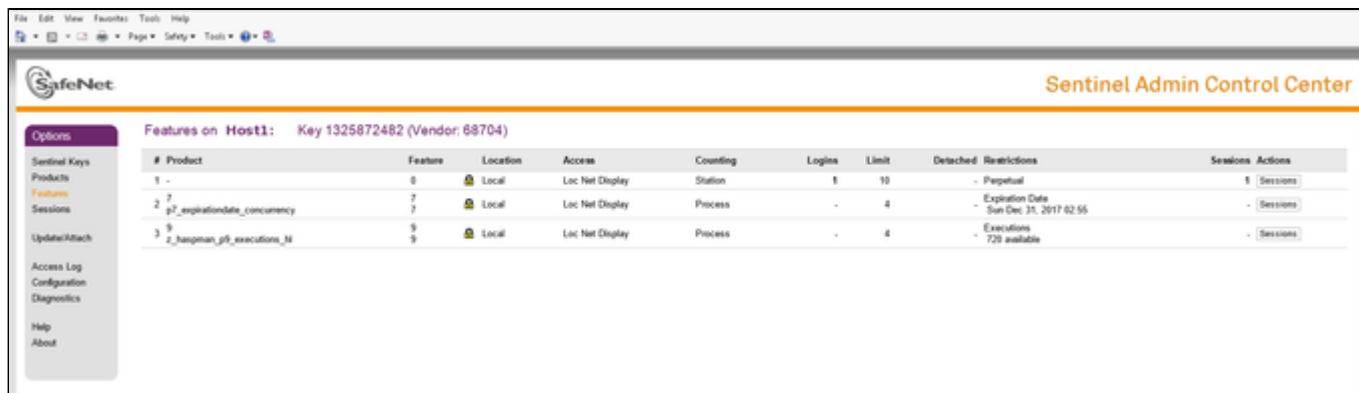 File Edit View Favorites Tools Help
Page Safety Tools
SafeNet
Sentinel Admin Control Center
Options
Sentinel Keys
Products
Features
Sessions
Update/Attach
Access Log
Configuration
Diagnostics
Help
About
Features on Host1: Key 1325872482 (Vendor: 68704)
# Product Feature Location Access Counting Logins Limit Detached Restrictions Sessions Actions
1 - 0 Local Loc Net Display Station 1 10 - Perpetual 1 Sessions
2 7 7 Local Loc Net Display Process - 4 - Expiration Date - Sessions
p7_expirationdate_concurrency 7 Sun Dec 31, 2017 02:55
3 9 9 Local Loc Net Display Process - 4 - Executions - Sessions
z_haspman_p9_executions_hl 9 720 available